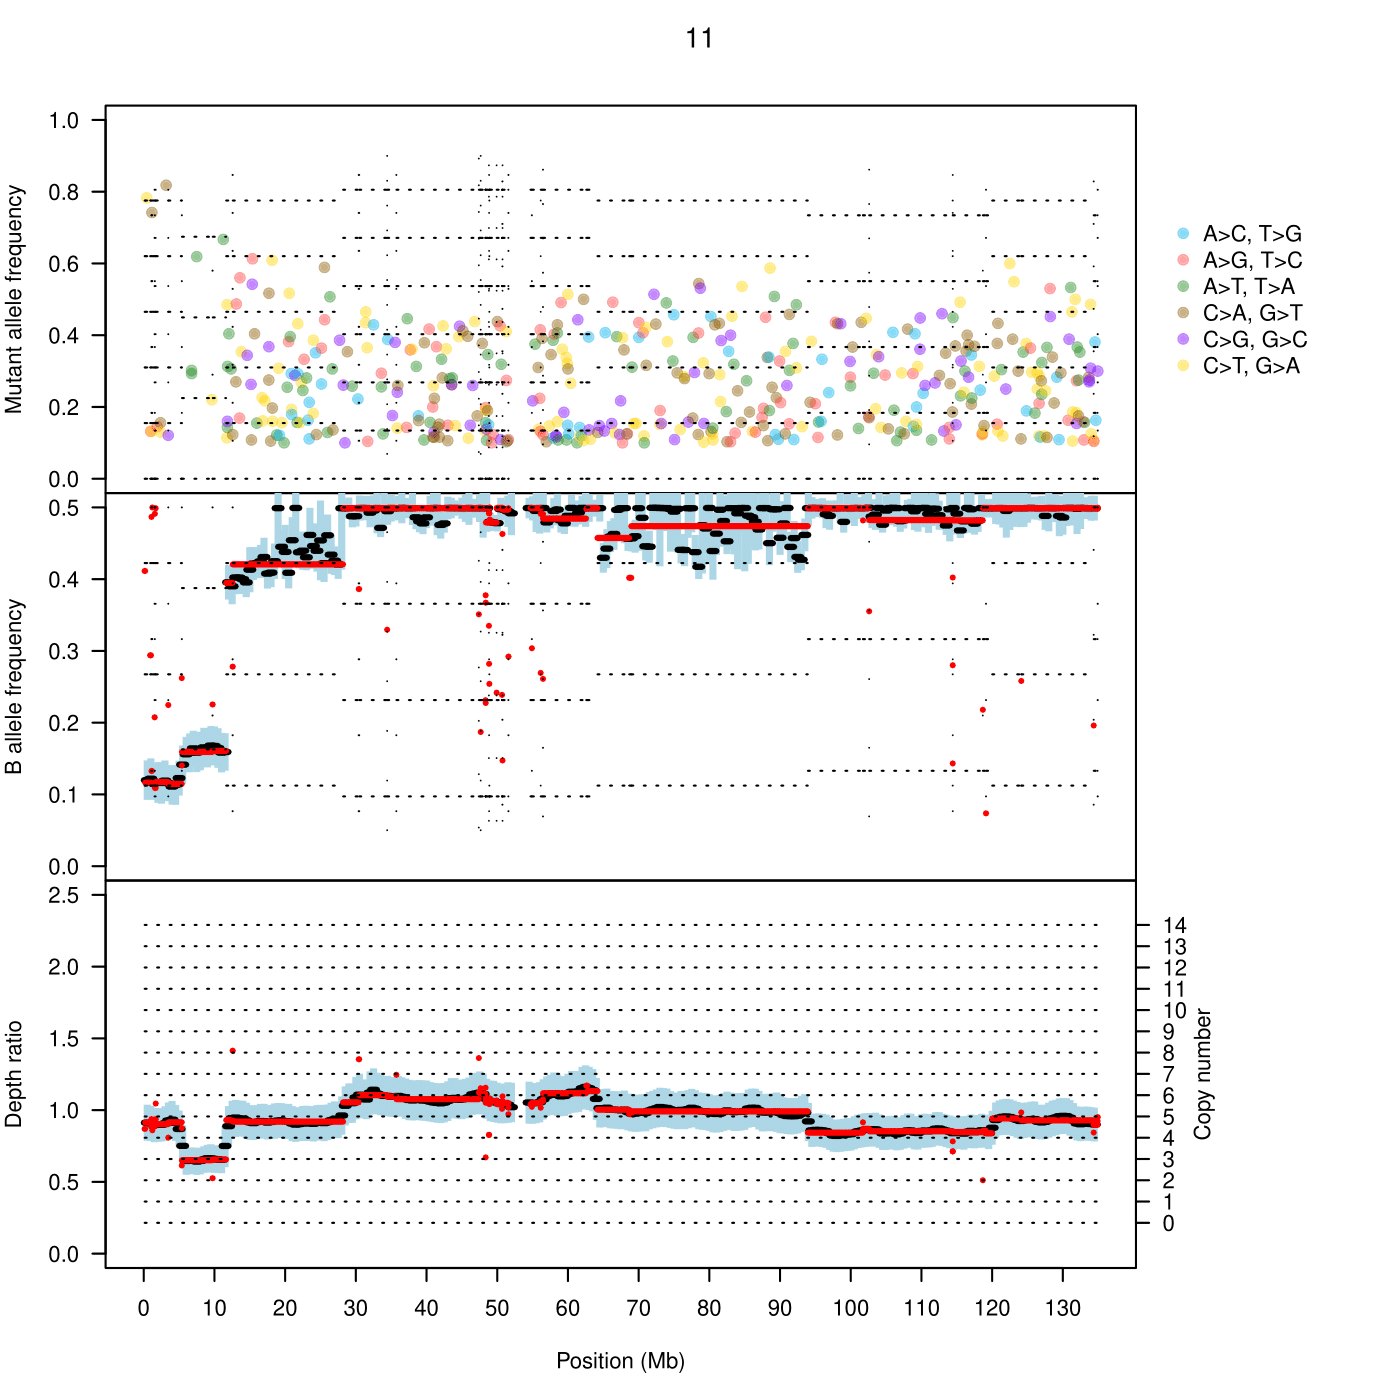 11
Mutant allele frequency
1.0
0.8
0.6
0.4
0.2
0.0
A>C, T>G
A>G, T>C
A>T, T>A
C>A, G>T
C>G, G>C
C>T, G>A
B allele frequency
0.5
0.4
0.3
0.2
0.1
0.0
Depth ratio
2.5
2.0
1.5
1.0
0.5
0.0
14
13
12
11
10
9
8
7
6
5
4
3
2
1
0
Copy number
0 10 20 30 40 50 60 70 80 90 100 110 120 130
Position (Mb)